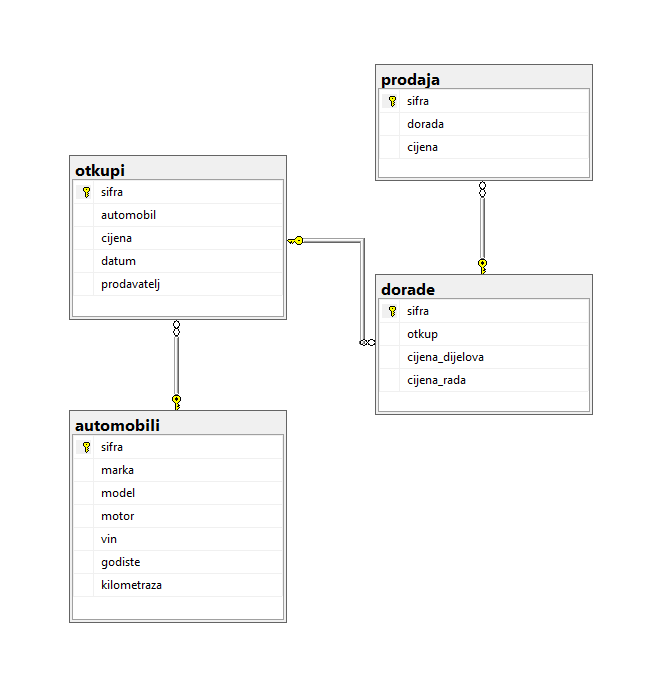 prodaja
sifra
dorada
cijena
otkupi
sifra
automobil
cijena
datum
prodavatelj
dorade
sifra
otkup
cijena_dijelova
cijena_rada
automobili
sifra
marka
model
motor
vin
godiste
kilometraza